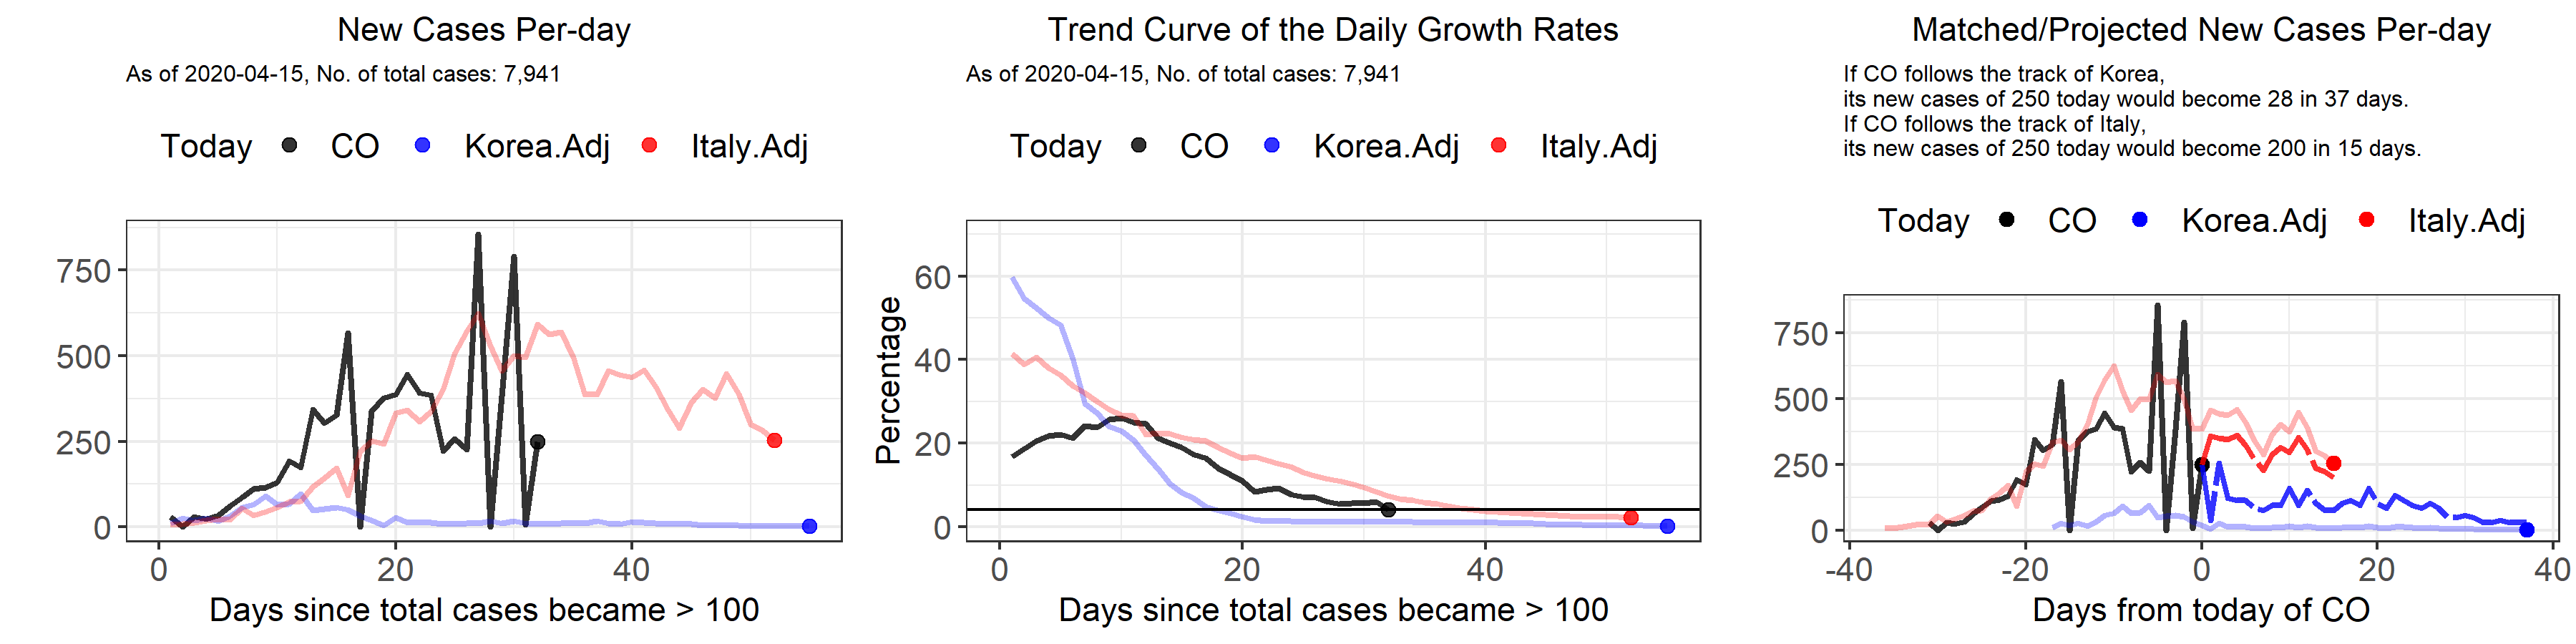 New Cases Per-day
As of 2020-04-15, No. of total cases: 7,941
Today CO Korea.Adj Italy.Adj
750
500
250
0
0 20 40
Days since total cases became > 100
Trend Curve of the Daily Growth Rates
As of 2020-04-15, No. of total cases: 7,941
Today CO Korea.Adj Italy.Adj
Percentage
60
40
20
0
0 20 40
Days since total cases became > 100
Matched/Projected New Cases Per-day
If CO follows the track of Korea,
its new cases of 250 today would become 28 in 37 days.
If CO follows the track of Italy,
its new cases of 250 today would become 200 in 15 days.
Today CO Korea.Adj Italy.Adj
750
500
250
0
-40 -20 0 20 40
Days from today of CO